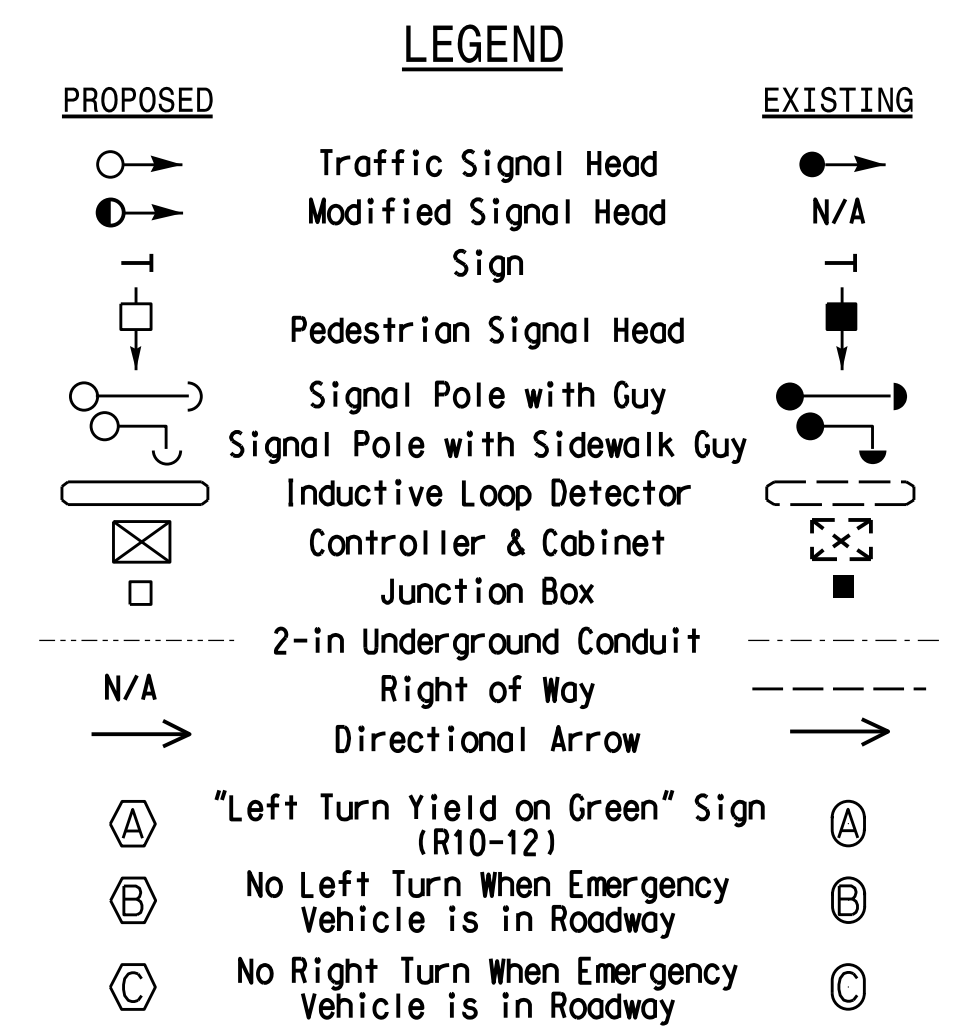 LEGEND
PROPOSED EXISTING
Traffic Signal Head
Modified Signal Head N/A
Sign
Pedestrian Signal Head
Signal Pole with Guy
Signal Pole with Sidewalk Guy
Inductive Loop Detector
Controller & Cabinet
Junction Box
2-in Underground Conduit
N/A Right of Way
Directional Arrow
A "Left Turn Yield on Green" Sign A
(R10-12)
B No Left Turn When Emergency B
Vehicle is in Roadway
C No Right Turn When Emergency C
Vehicle is in Roadway